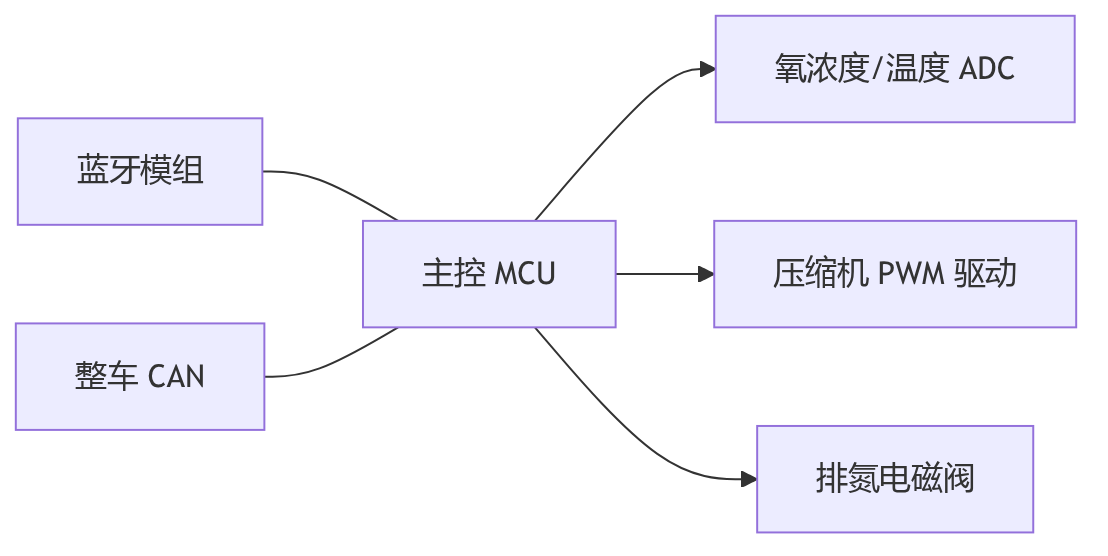 蓝牙模组
整车 CAN
主控 MCU
氧浓度/温度 ADC
压缩机 PWM 驱动
排氮电磁阀